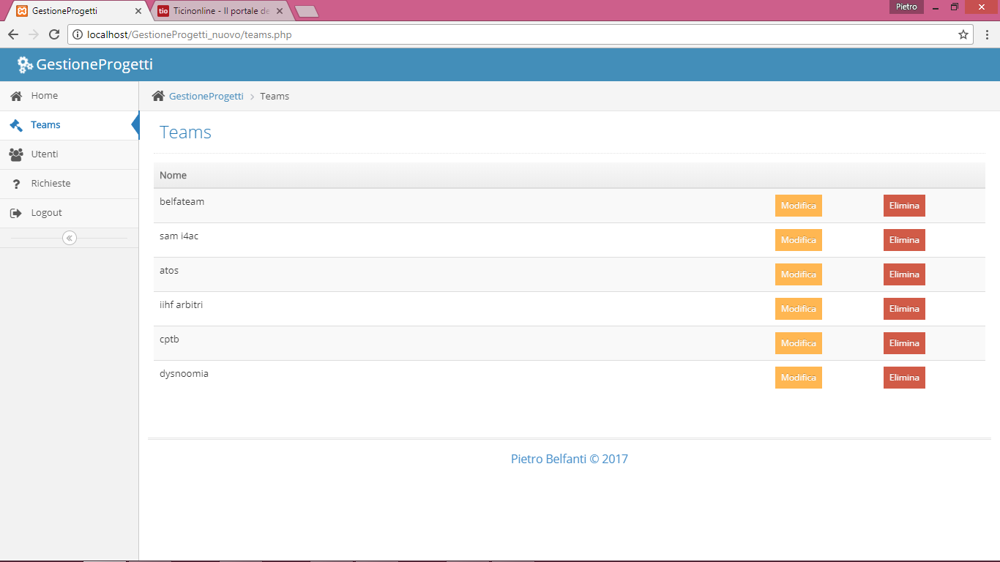 GestioneProgetti
tio Ticinonline - Il portale de
Pietro
localhost/GestioneProgetti_nuovo/teams.php
GestioneProgetti
Home
Teams
Utenti
Richieste
Logout
GestioneProgetti > Teams
Teams
Nome
belfateam Modifica Elimina
sam i4ac Modifica Elimina
atos Modifica Elimina
iihf arbitri Modifica Elimina
cptb Modifica Elimina
dysnoomia Modifica Elimina
Pietro Belfanti © 2017